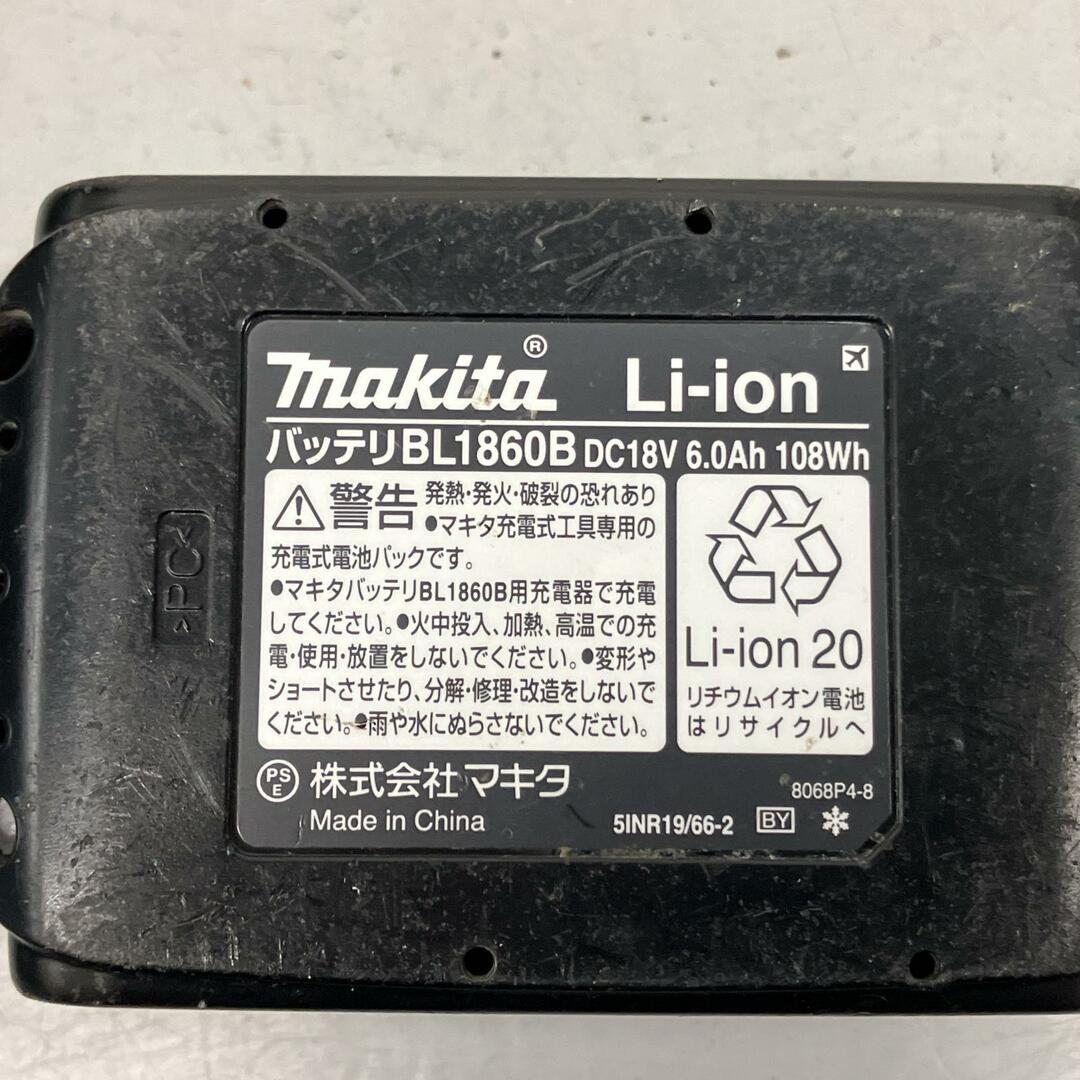 makita® Li-ion
バッテリBL1860B DC18V 6.0Ah 108Wh
警告 発熱・発火・破裂の恐れあり
●マキタ充電式工具専用の
充電式電池パックです。
●マキタバッテリBL1860B用充電器で充電
してください。●火中投入、加熱、高温での充
電・使用・放置をしないでください。●変形や
ショートさせたり、分解・修理・改造をしないで
ください。●雨や水にぬらさないでください。
Li-ion 20
リチウムイオン電池
はリサイクルへ
PSE 株式会社マキタ
8068P4-8
Made in China
5INR19/66-2 BY
>PC<